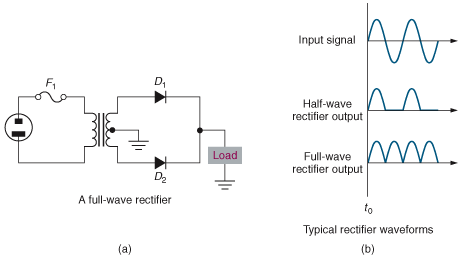 F1
D1
Load
D2
A full-wave rectifier
(a)
Input signal
Half-wave
rectifier output
Full-wave
rectifier output
t0
Typical rectifier waveforms
(b)